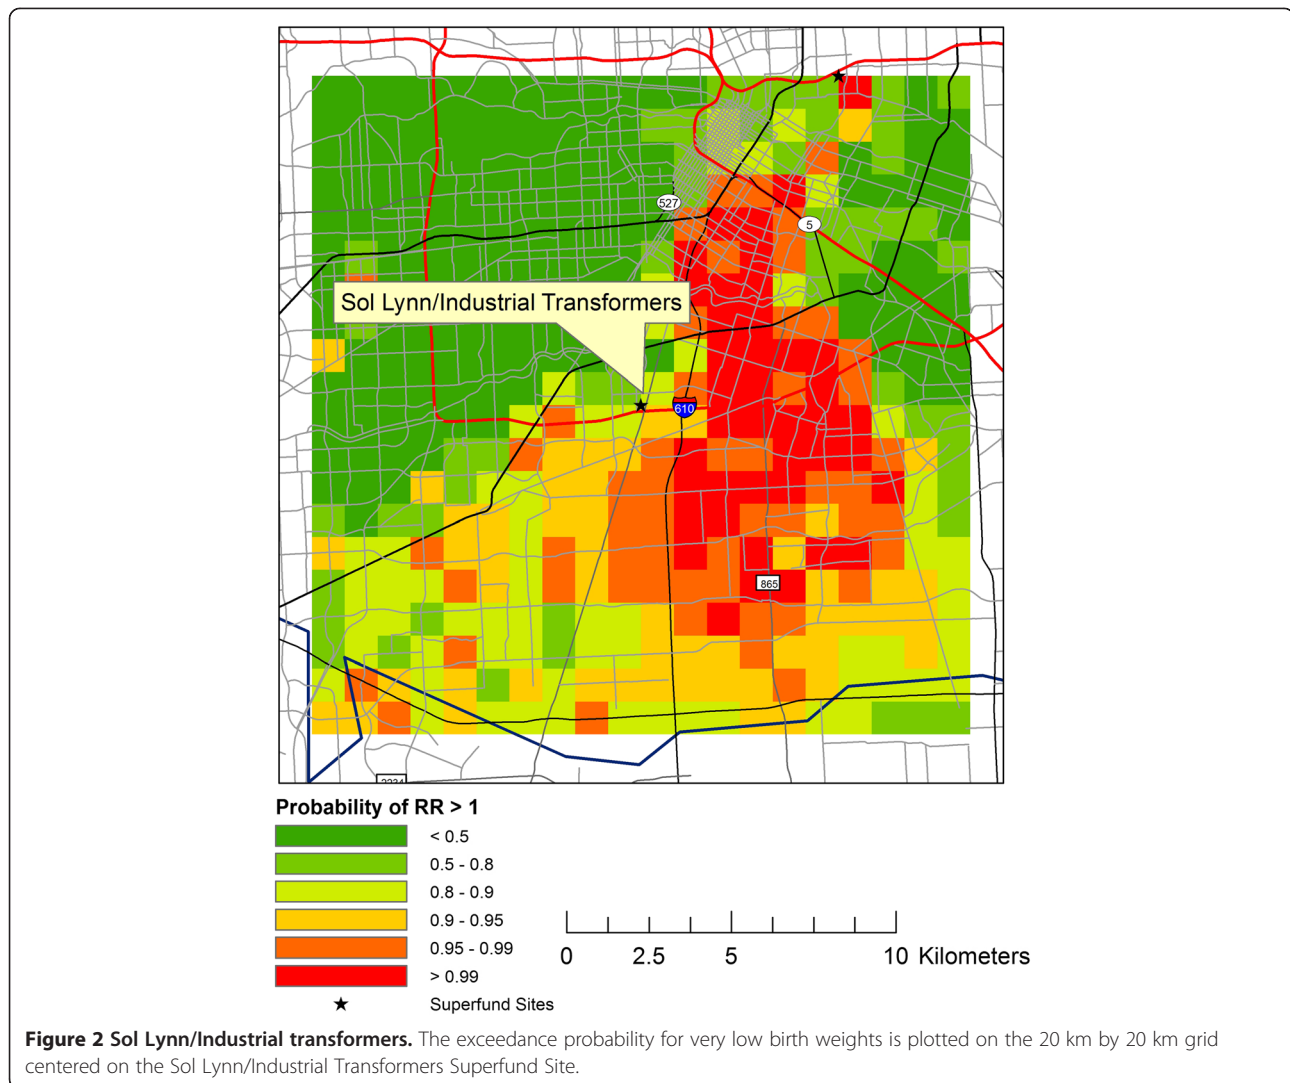 527
5
Sol Lynn/Industrial Transformers
610
865
Probability of RR > 1
< 0.5
0.5 - 0.8
0.8 - 0.9
0.9 - 0.95
0.95 - 0.99
> 0.99
Superfund Sites
0 2.5 5 10 Kilometers
Figure 2 Sol Lynn/Industrial transformers. The exceedance probability for very low birth weights is plotted on the 20 km by 20 km grid
centered on the Sol Lynn/Industrial Transformers Superfund Site.